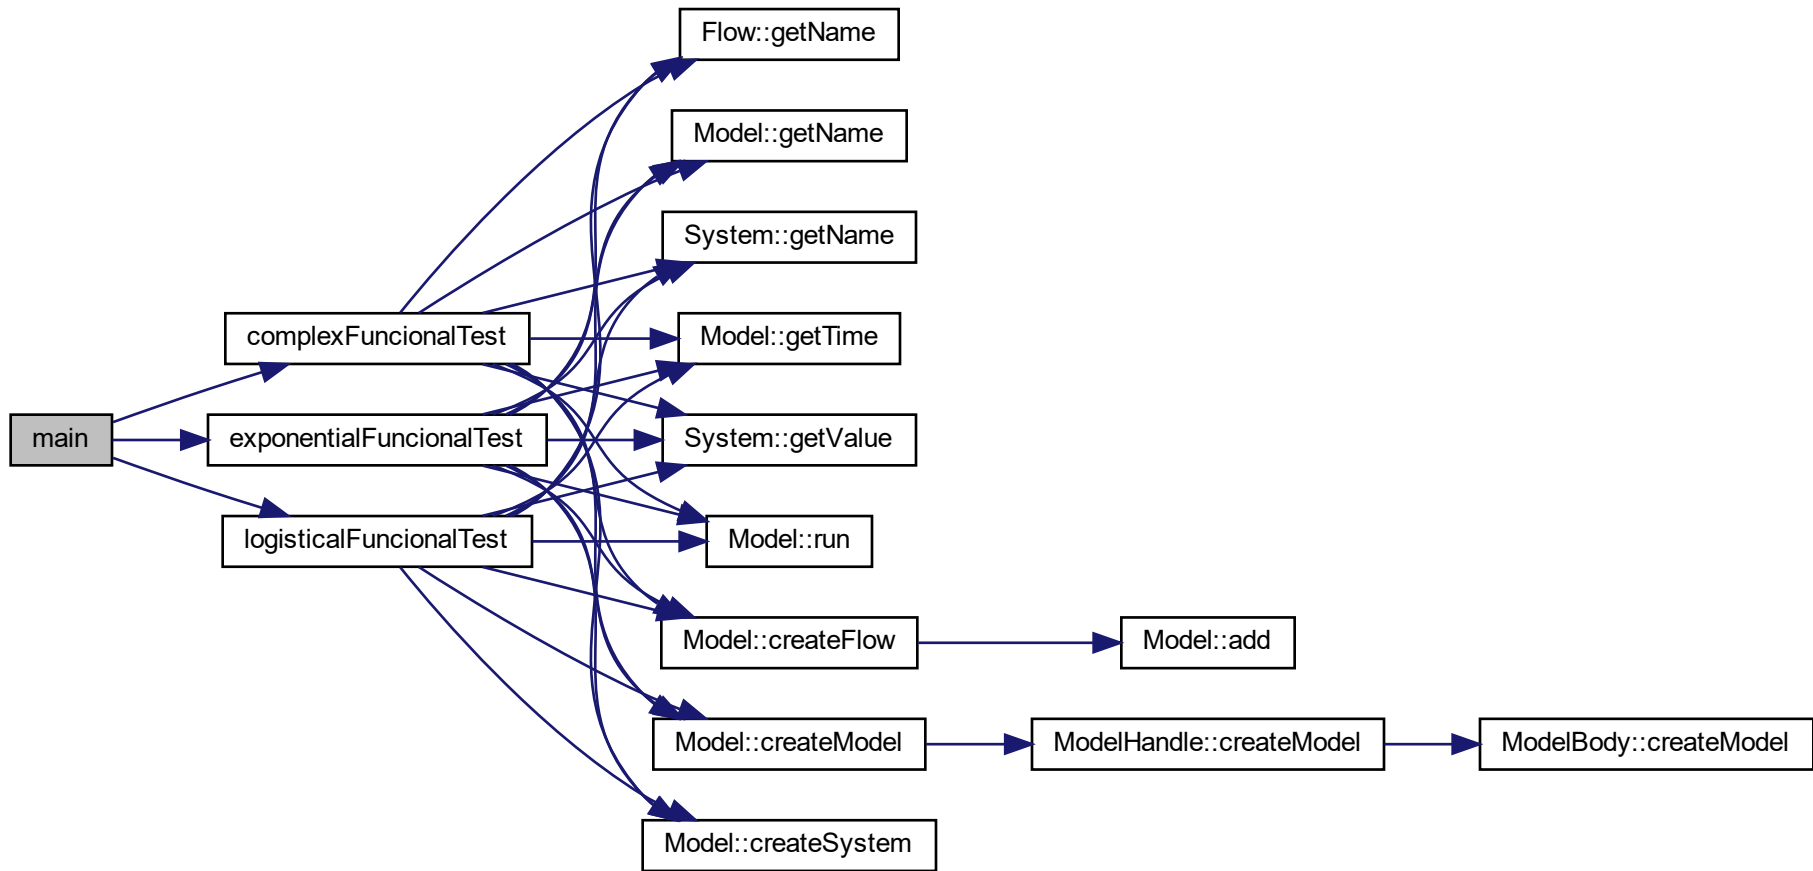 Flow::getName
Model::getName
System::getName
complexFuncionalTest
Model::getTime
main
exponentialFuncionalTest
System::getValue
logisticalFuncionalTest
Model::run
Model::createFlow
Model::add
Model::createModel
ModelHandle::createModel
ModelBody::createModel
Model::createSystem